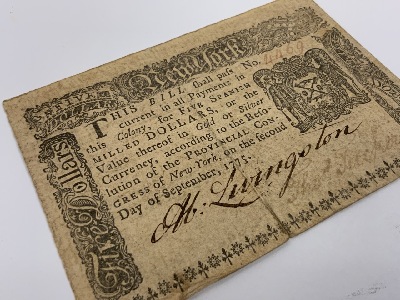 New-York
FIVE
DOLLARS
THIS BILL shall pass No. 4469
current in all Payments in
this Colony, for FIVE SPANISH
MILLED DOLLARS, or the
Value thereof in Gold or Silver
Currency, according to the Reso-
lution of the PROVINCIAL CON-
GRESS of New-York, on the second
Day of September, 1775.
Ab: Livingston
Five Dollars